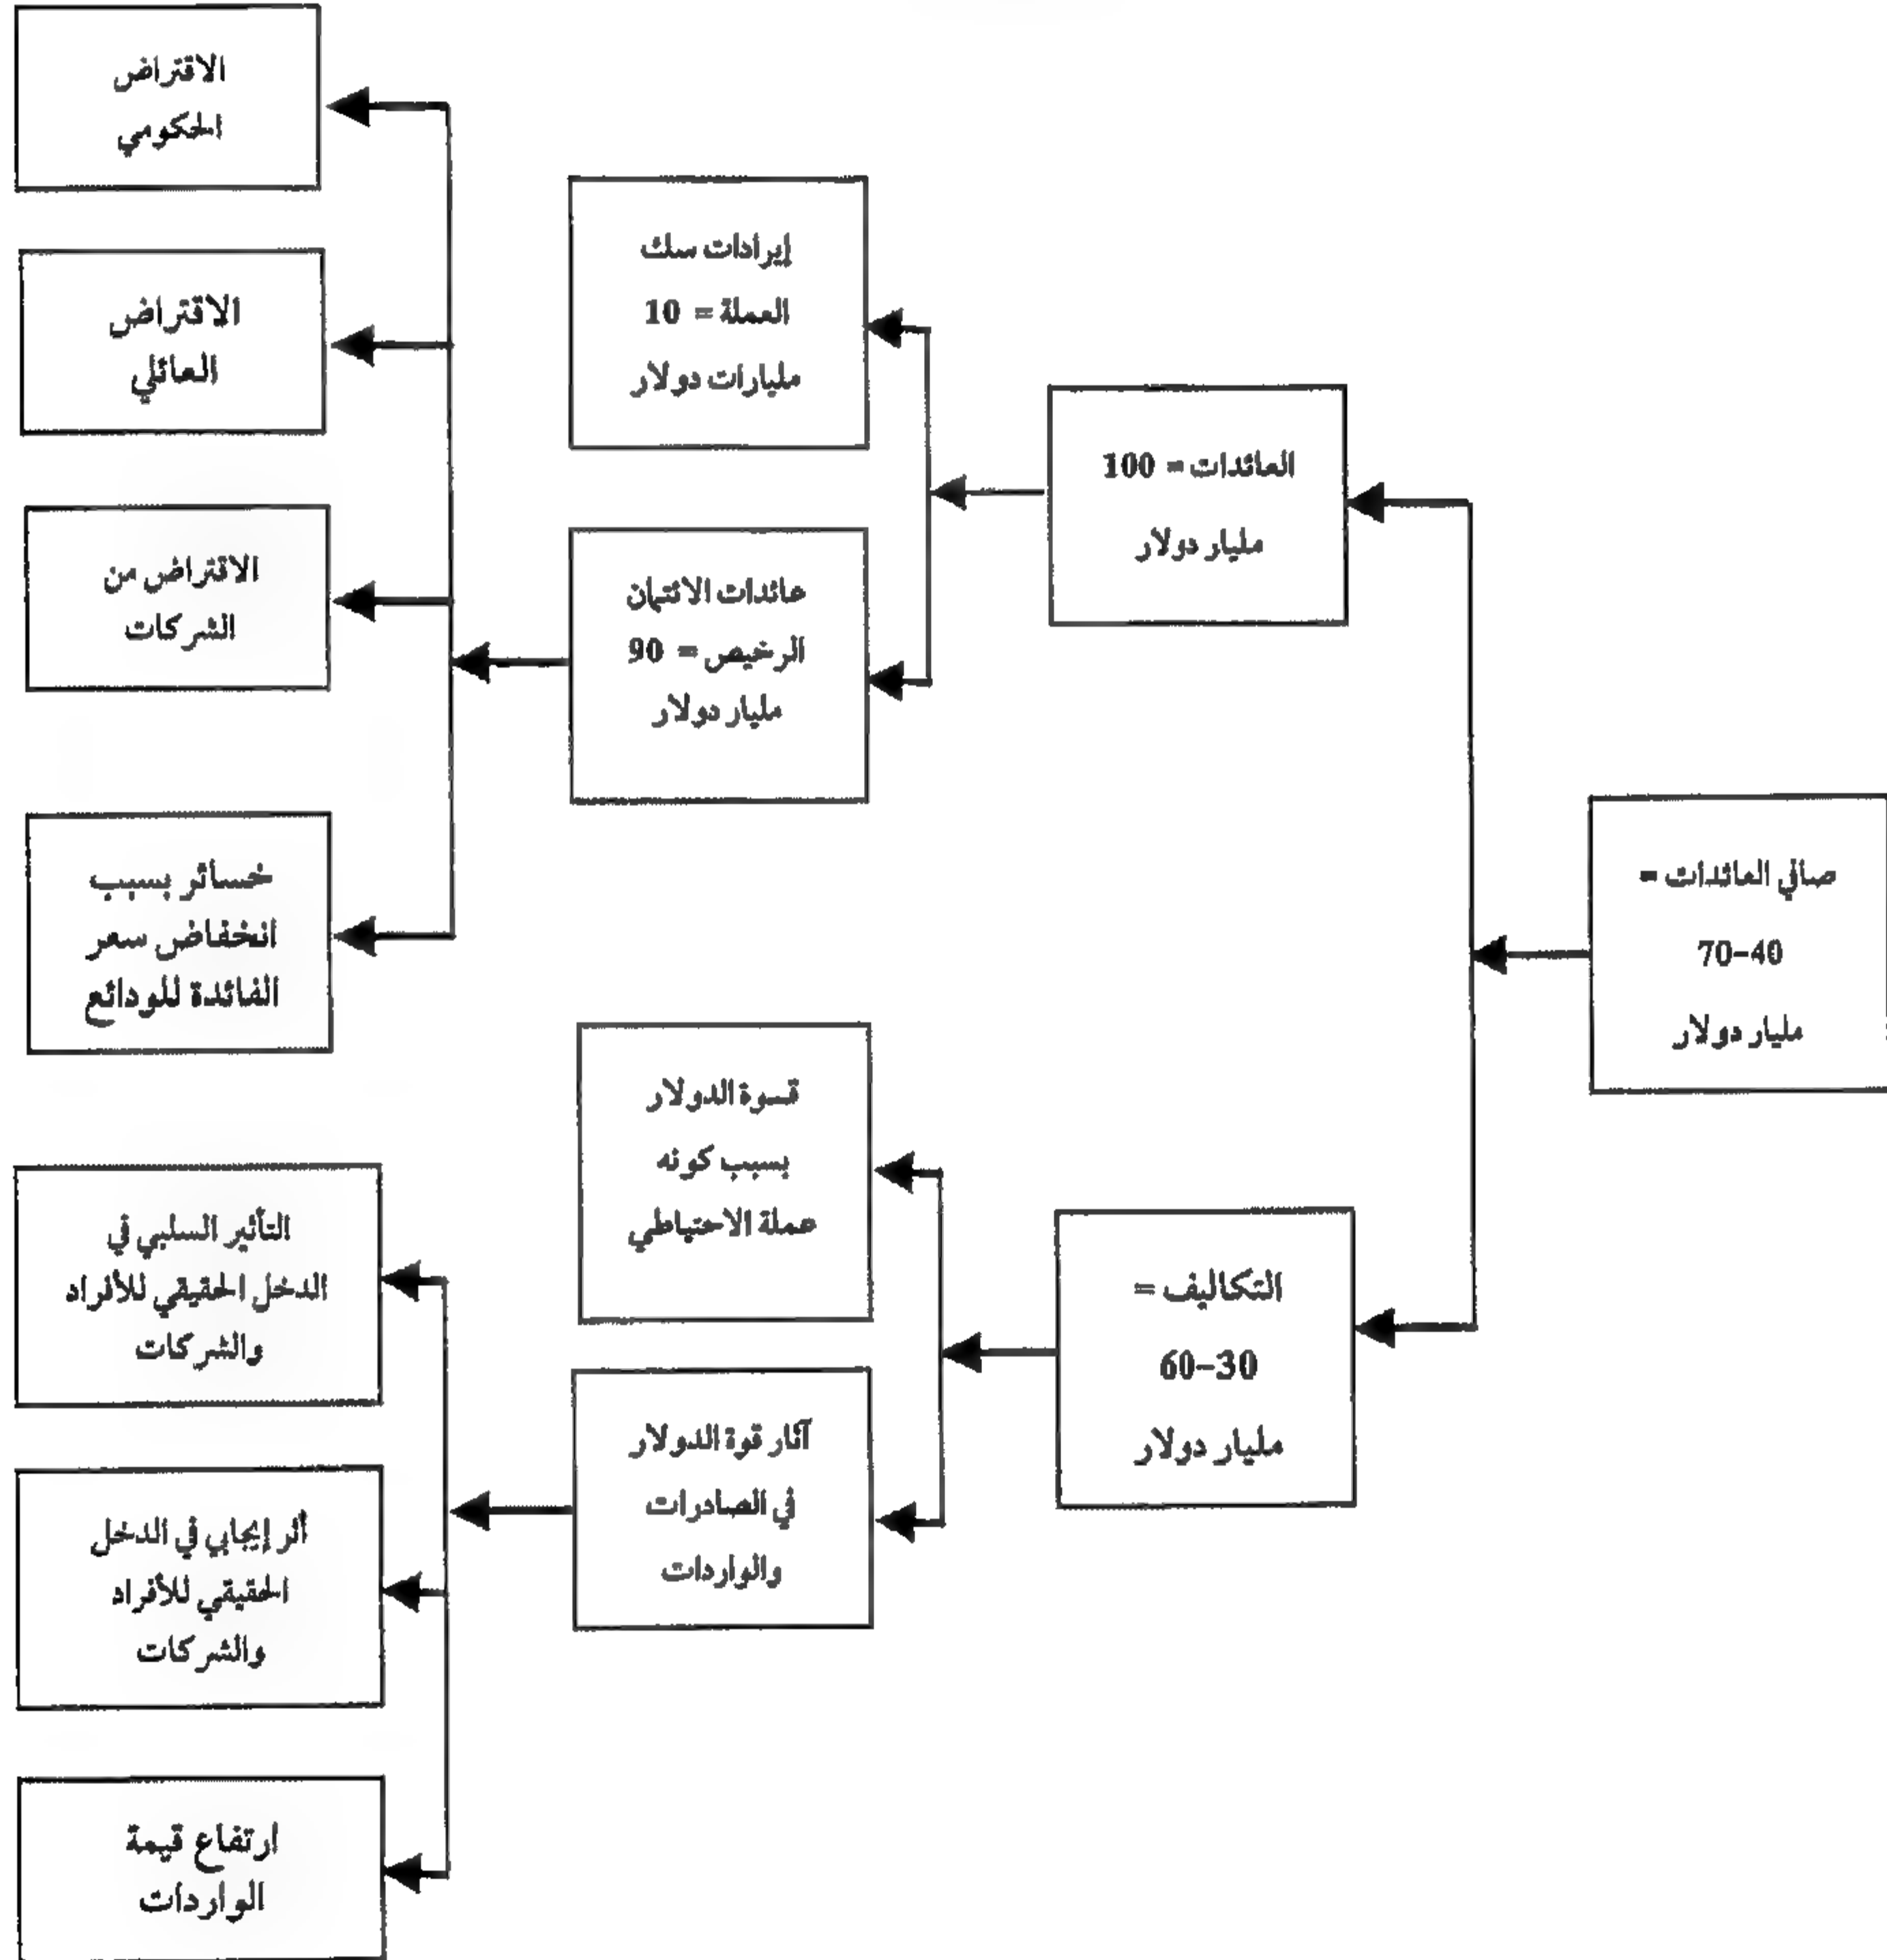 صافي العائدات =
70-40
مليار دولار
العائدات = 100
مليار دولار
إيرادات سك
العملة = 10
مليارات دولار
عائدات الائتمان
الرخيص = 90
مليار دولار
الاقتراض
الحكومي
الاقتراض
العائلي
الاقتراض من
الشركات
خسائر بسبب
انخفاض سعر
الفائدة للودائع
التكاليف =
60-30
مليار دولار
قسوة الدولار
بسبب كونه
عملة الاحتياطي
آثار قوة الدولار
في الصادرات
والواردات
التأثير السلبي في
الدخل الحقيقي للأفراد
والشركات
أثر إيجابي في الدخل
الحقيقي للأفراد
والشركات
ارتفاع قيمة
الواردات